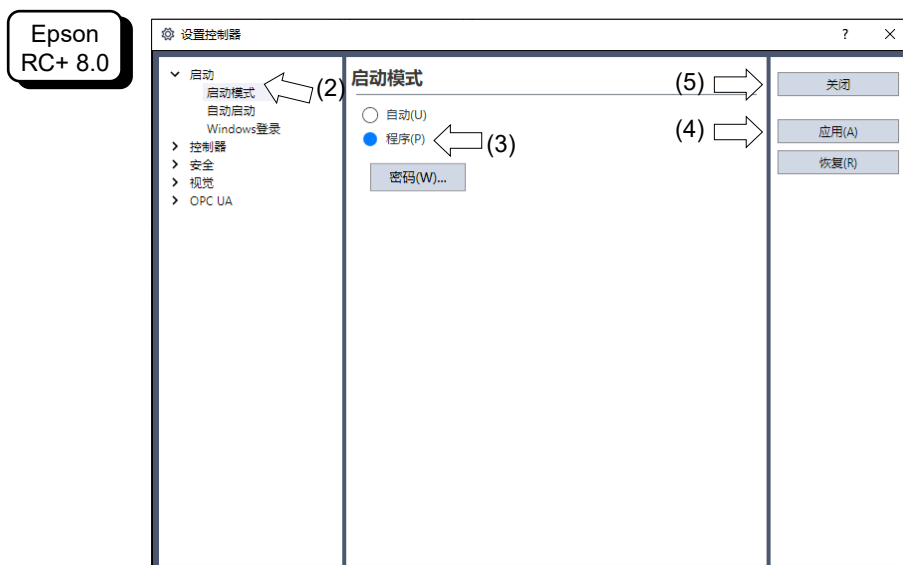 Epson
RC+ 8.0
设置控制器
?
启动
启动模式
(2)
自动启动
Windows登录
控制器
安全
视觉
OPC UA
启动模式
自动(U)
程序(P)
(3)
密码(W)...
(5)
关闭
(4)
应用(A)
恢复(R)